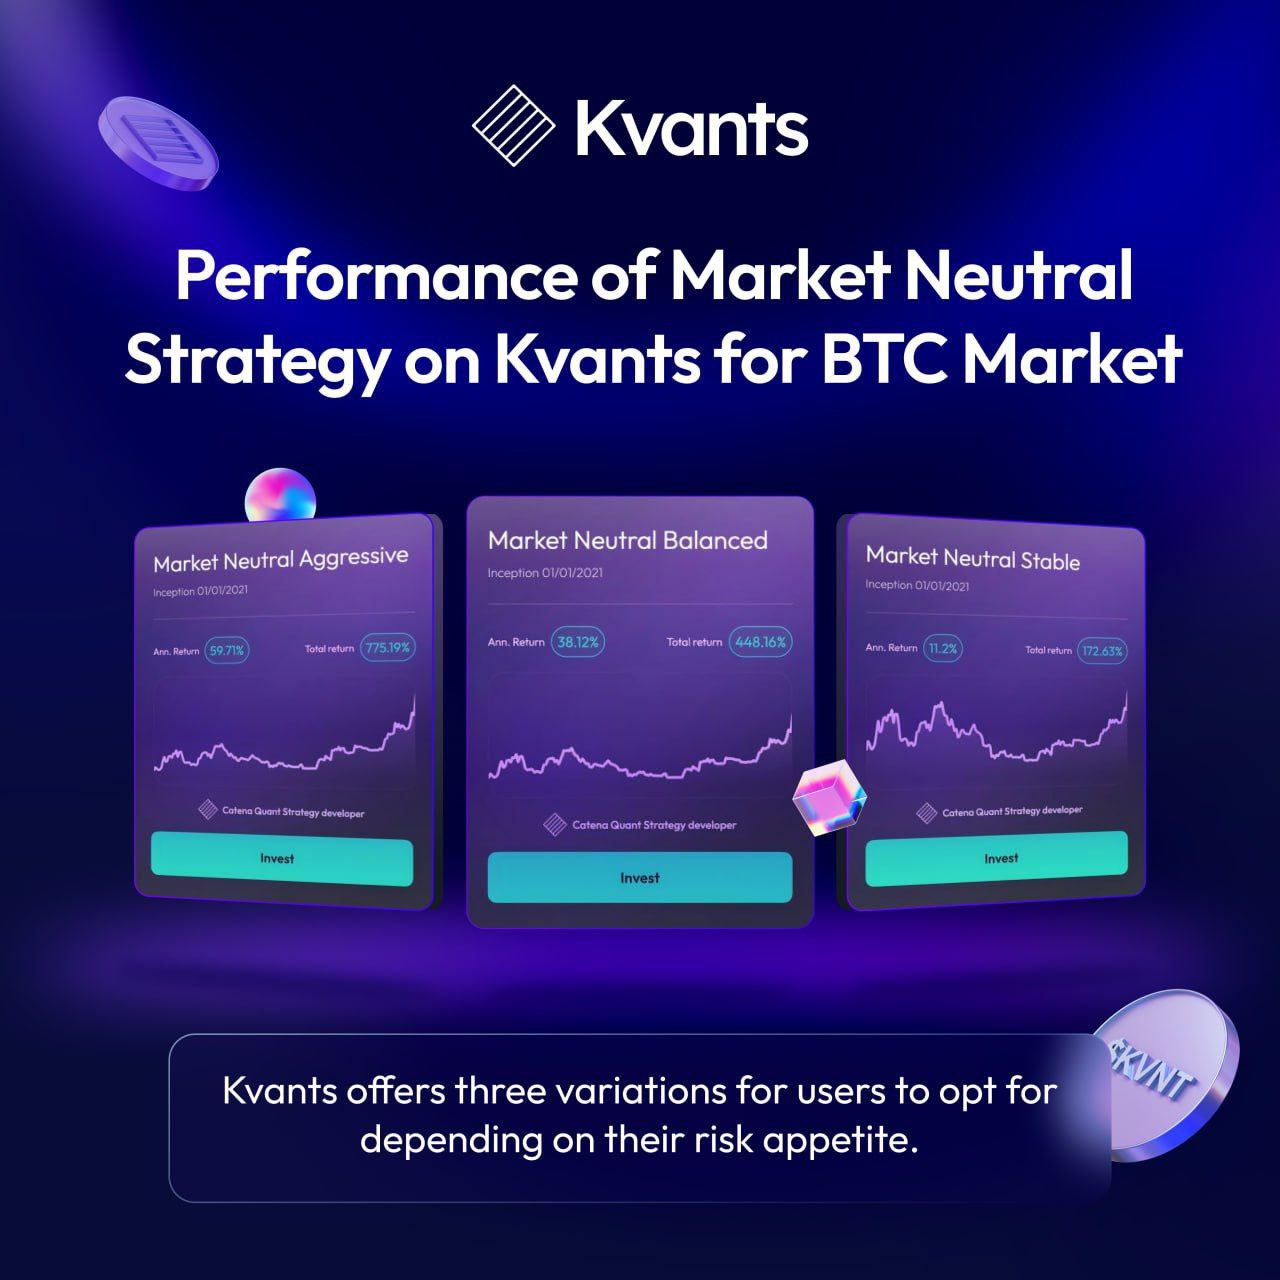 Kvants
Performance of Market Neutral
Strategy on Kvants for BTC Market
Market Neutral Aggressive
Inception 01/01/2021
Ann. Return 59.71% Total return 775.19%
Catena Quant Strategy developer
Invest
Market Neutral Balanced
Inception 01/01/2021
Ann. Return 38.12% Total return 448.16%
Catena Quant Strategy developer
Invest
Market Neutral Stable
Inception 01/01/2021
Ann. Return 11.2% Total return 172.63%
Catena Quant Strategy developer
Invest
$KVNT
Kvants offers three variations for users to opt for
depending on their risk appetite.